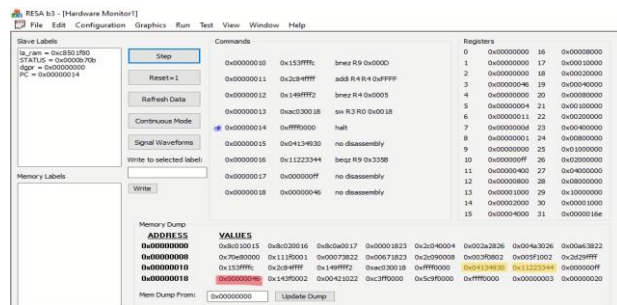 RESA b3 - [Hardware Monitor1]
File Edit Configuration Graphics Run Test View Window Help
Slave Labels
la_ram = 0xc8501f80
STATUS = 0x0000b70b
dgpr = 0x00000000
PC = 0x00000014
Memory Labels
Step
Reset=1
Refresh Data
Continuous Mode
Signal Waveforms
Write to selected label:
Write
Commands
0x00000010 0x153ffffc bnez R9 0x000D
0x00000011 0x2c84ffff addi R4 R4 0xFFFF
0x00000012 0x149ffff2 bnez R4 0x0005
0x00000013 0xac030018 sw R3 R0 0x0018
0x00000014 0xffff0000 halt
0x00000015 0x04134930 no disassembly
0x00000016 0x11223344 beqz R9 0x335B
0x00000017 0x000000ff no disassembly
0x00000018 0x00000046 no disassembly
Registers
0 0x00000000 16 0x00008000
1 0x00000000 17 0x00010000
2 0x00000000 18 0x00020000
3 0x00000046 19 0x00040000
4 0x00000000 20 0x00080000
5 0x00000004 21 0x00100000
6 0x00000011 22 0x00200000
7 0x0000000d 23 0x00400000
8 0x00000001 24 0x00800000
9 0x00000000 25 0x01000000
10 0x000000ff 26 0x02000000
11 0x00000400 27 0x04000000
12 0x00000800 28 0x08000000
13 0x00001000 29 0x10000000
14 0x00002000 30 0x00001000
15 0x00004000 31 0x0000016e
Memory Dump
ADDRESS VALUES
0x00000000 0x8c010015 0x8c020016 0x8c0a0017 0x00001823 0x2c040004 0x002a2826 0x004a3026 0x00a63822
0x00000008 0x70e80000 0x111f0001 0x00073822 0x00671823 0x2c090008 0x003f0802 0x005f1002 0x2d29ffff
0x00000010 0x153ffffc 0x2c84ffff 0x149ffff2 0xac030018 0xffff0000 0x04134930 0x11223344 0x000000ff
0x00000018 0x00000046 0x143f0002 0x00421022 0xc3ff0000 0x5c9f0000 0xffff0000 0x00000003 0x00000020
Mem Dump From: 0x00000000 Update Dump